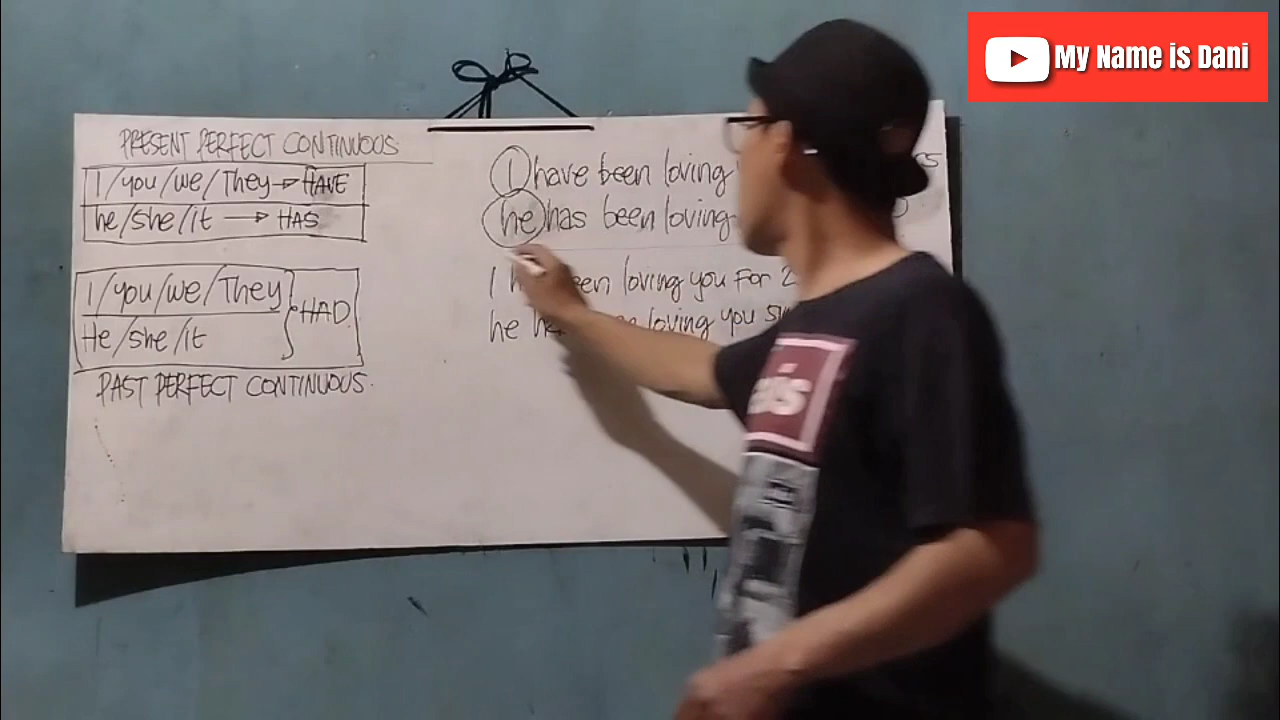 My Name is Dani
PRESENT PERFECT CONTINUOUS
I/you/we/They → HAVE
he/she/it → HAS
I/you/we/They
He/she/it
HAD
PAST PERFECT CONTINUOUS
I have been loving
he has been loving
I been loving you For 2
he loving you